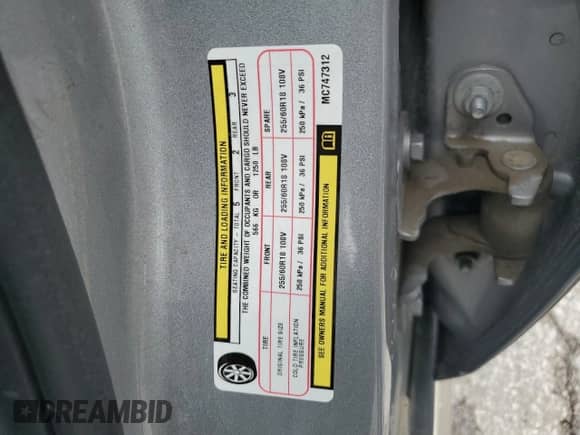 TIRE AND LOADING INFORMATION
SEATING CAPACITY - TOTAL 5 FRONT 2 REAR 3
THE COMBINED WEIGHT OF OCCUPANTS AND CARGO SHOULD NEVER EXCEED
566 KG OR 1250 LB
TIRE FRONT REAR SPARE
ORIGINAL TIRE SIZE 255/60R18 108V 255/60R18 108V 255/60R18 108V
COLD TIRE INFLATION PRESSURE 250 kPa / 36 PSI 250 kPa / 36 PSI 250 kPa / 36 PSI
SEE OWNERS MANUAL FOR ADDITIONAL INFORMATION
MC747312
DREAMBID